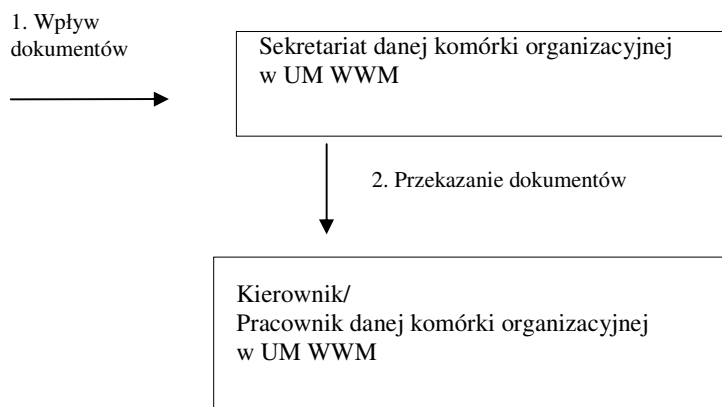 1. Wpływ
dokumentów
Sekretariat danej komórki organizacyjnej
w UM WWM
2. Przekazanie dokumentów
Kierownik/
Pracownik danej komórki organizacyjnej
w UM WWM